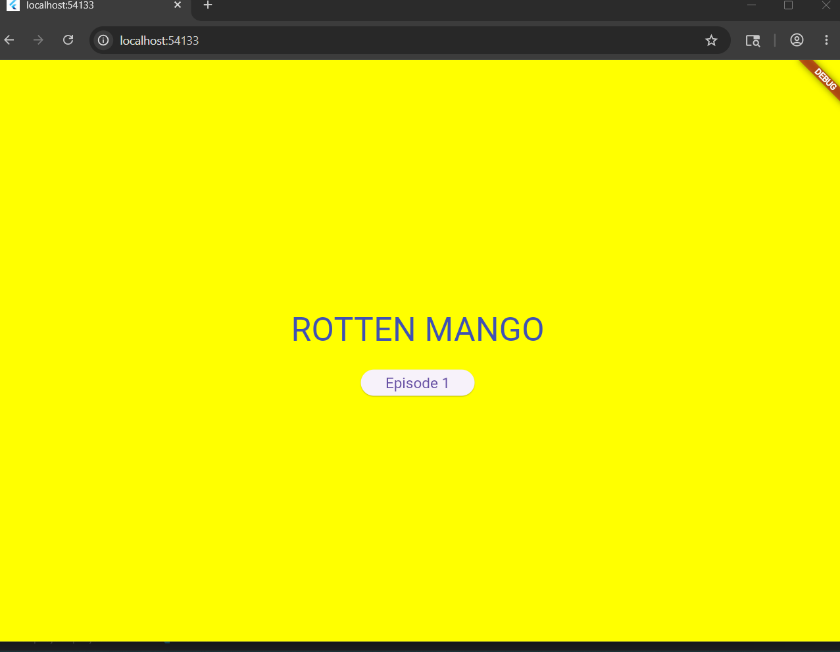 localhost:54133
localhost:54133
DEBUG
ROTTEN MANGO
Episode 1